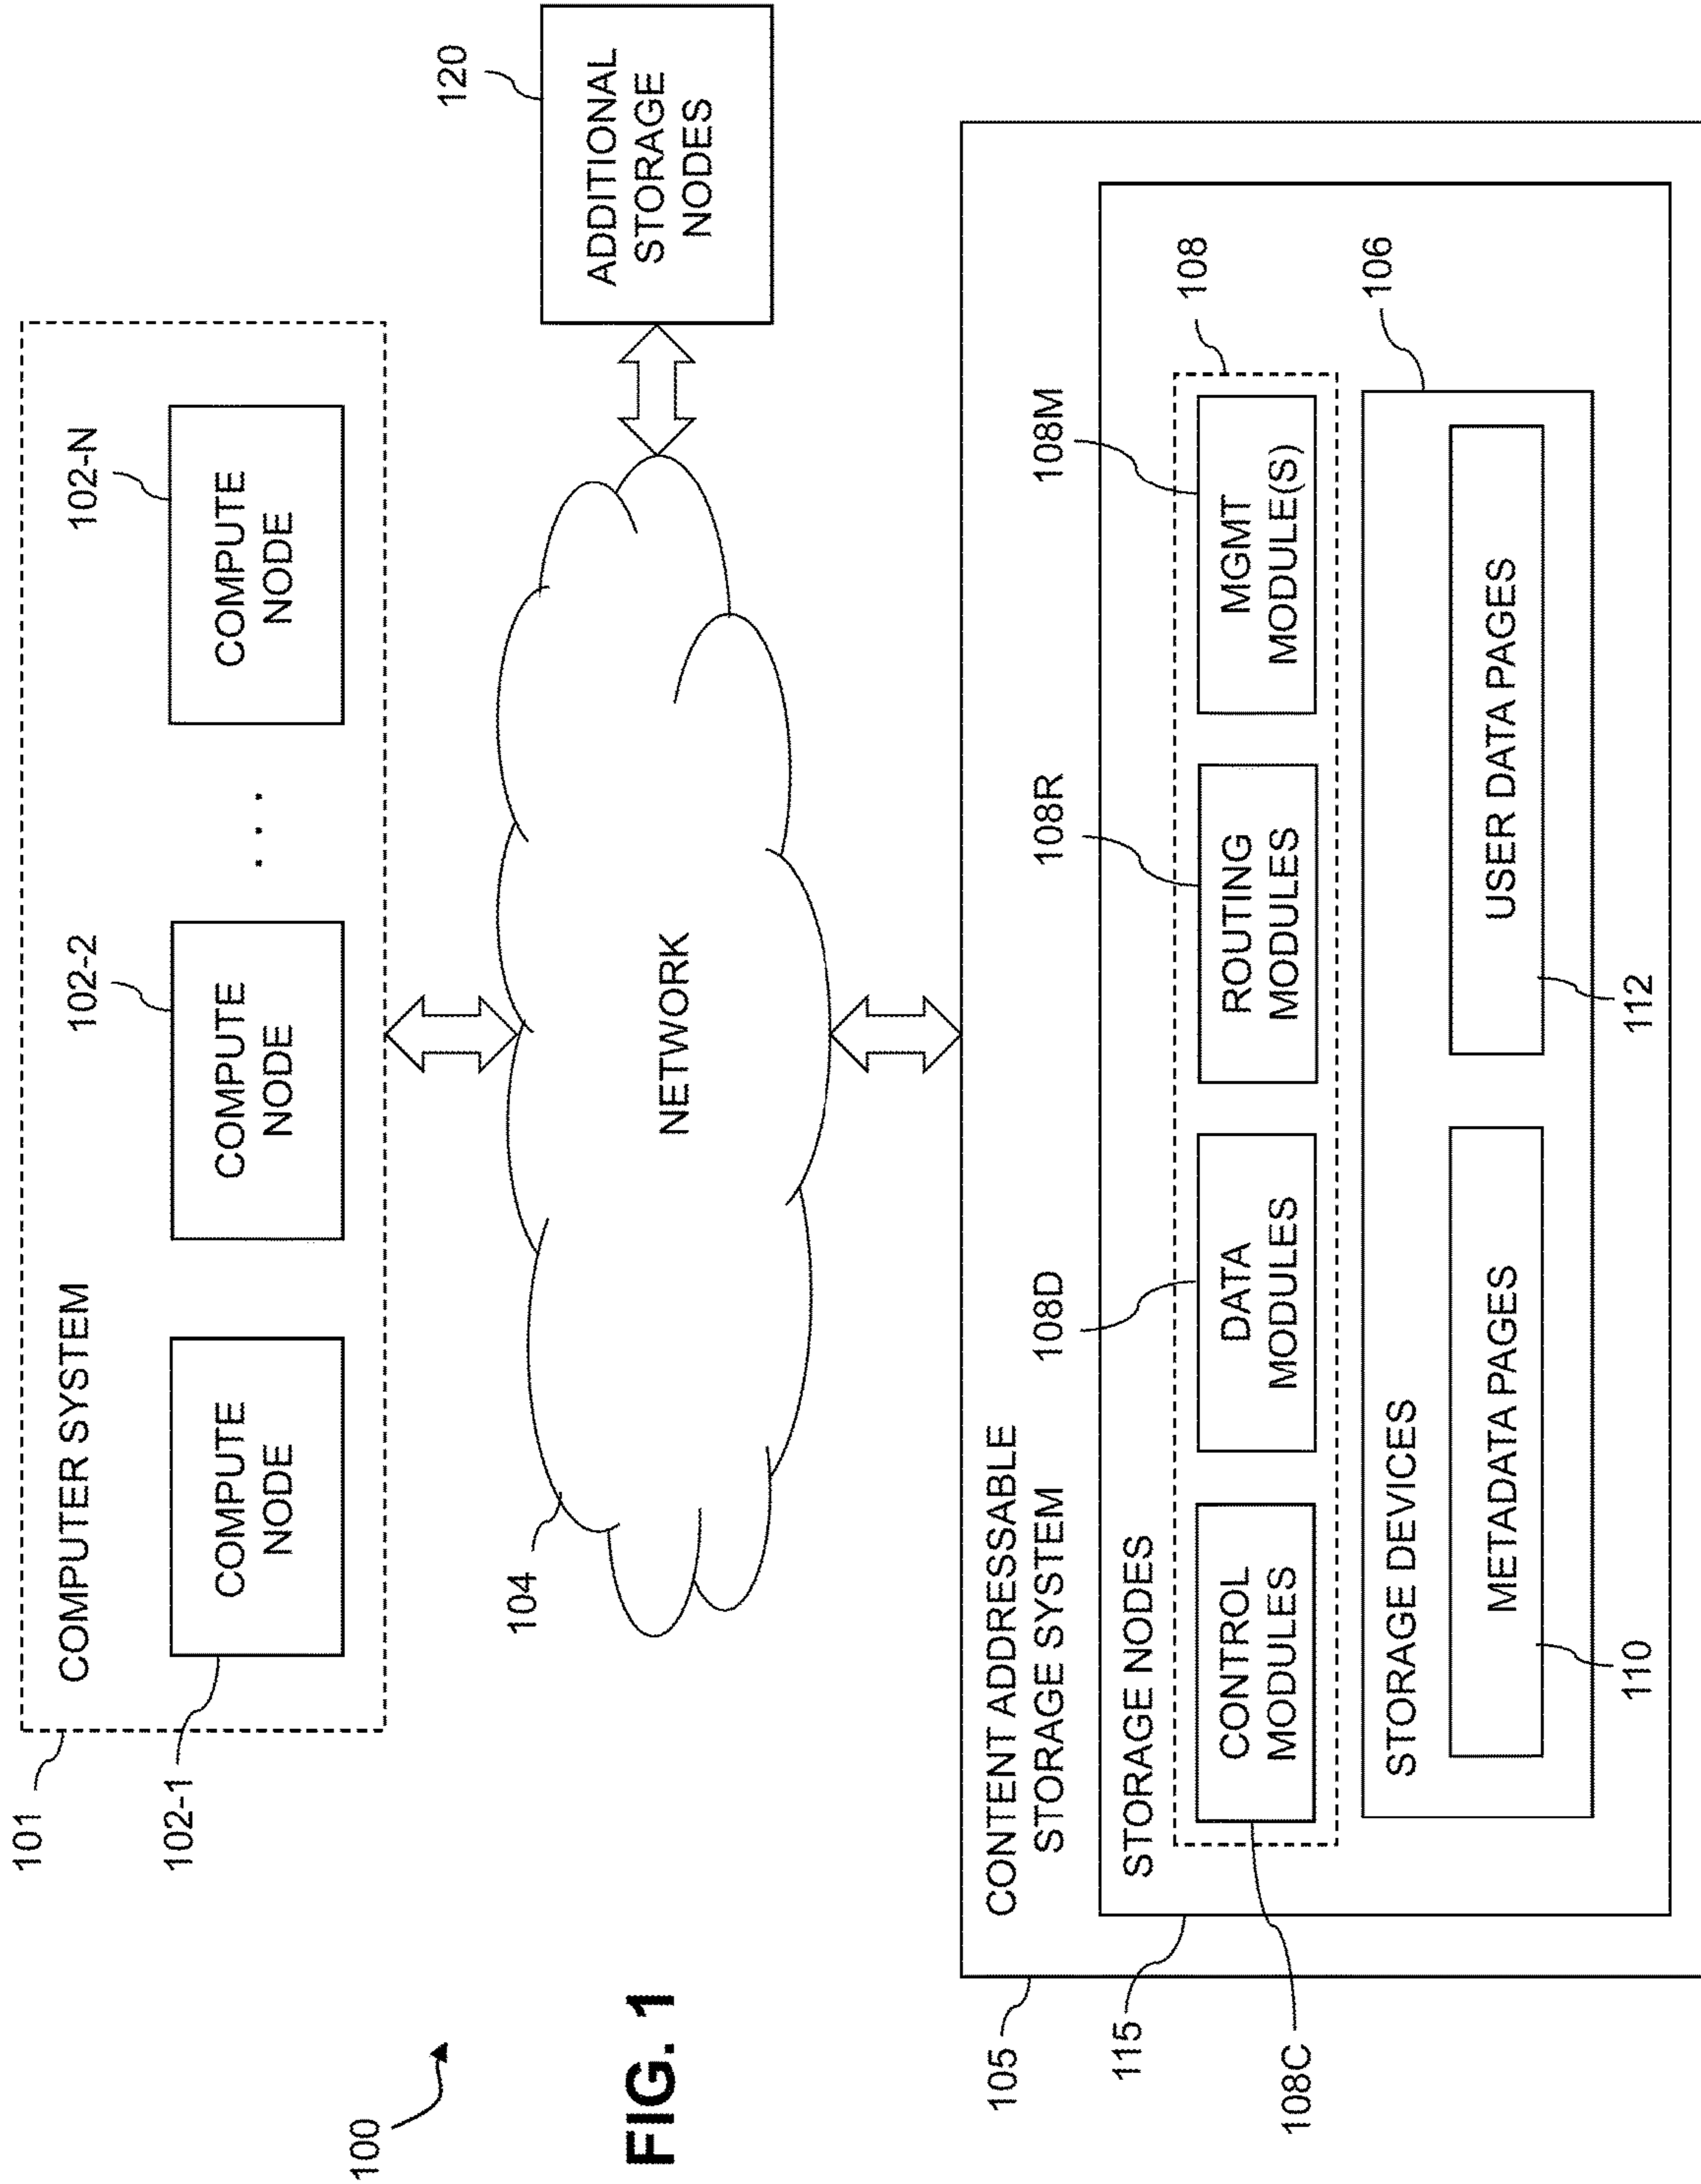 100
FIG. 1
101
COMPUTER SYSTEM
102-1
COMPUTE
NODE
102-2
COMPUTE
NODE
. . .
102-N
COMPUTE
NODE
104
NETWORK
120
ADDITIONAL
STORAGE
NODES
105
CONTENT ADDRESSABLE
STORAGE SYSTEM
115
STORAGE NODES
108
108C
CONTROL
MODULES
108D
DATA
MODULES
108R
ROUTING
MODULES
108M
MGMT
MODULE(S)
106
STORAGE DEVICES
METADATA PAGES
110
USER DATA PAGES
112